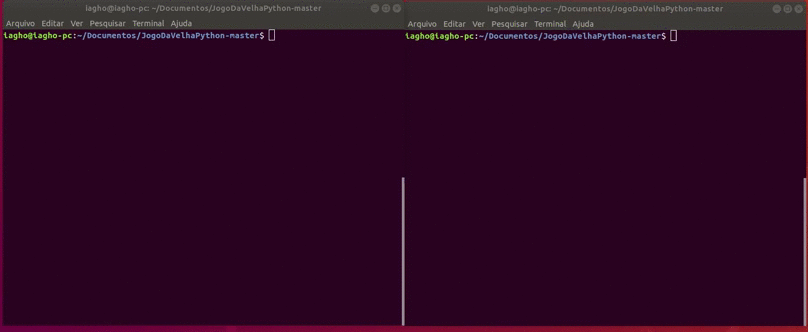 iagho@iagho-pc: ~/Documentos/JogoDaVelhaPython-master
Arquivo Editar Ver Pesquisar Terminal Ajuda
iagho@iagho-pc:~/Documentos/JogoDaVelhaPython-master$
iagho@iagho-pc: ~/Documentos/JogoDaVelhaPython-master
Arquivo Editar Ver Pesquisar Terminal Ajuda
iagho@iagho-pc:~/Documentos/JogoDaVelhaPython-master$